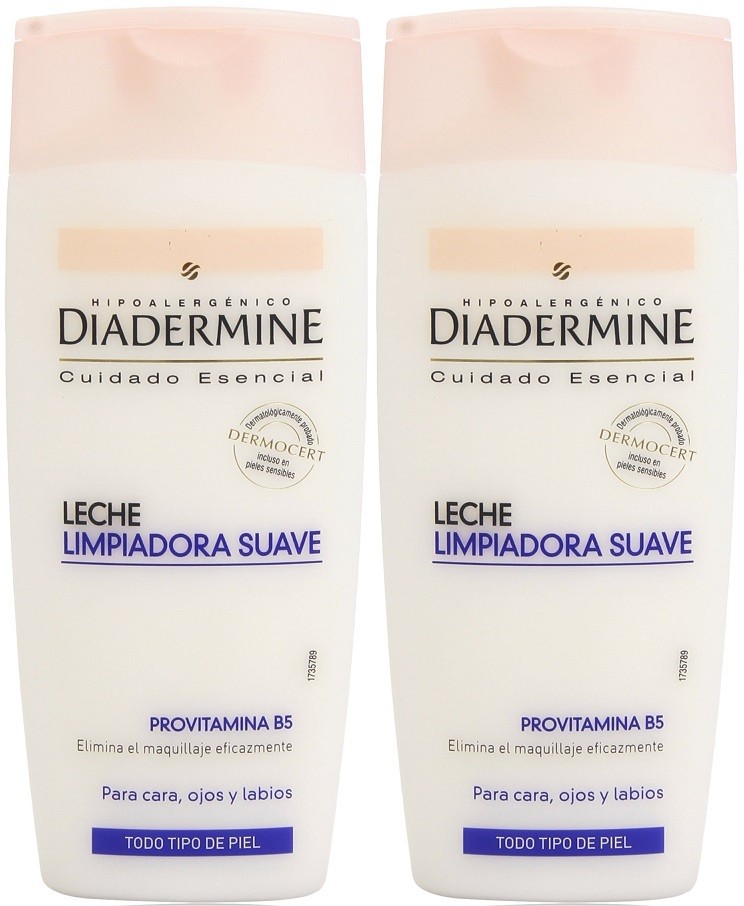 HIPOALERGÉNICO
DIADERMINE
Cuidado Esencial
Dermatológicamente probado
DERMOCERT
incluso en
pieles sensibles
LECHE
LIMPIADORA SUAVE
1735789
PROVITAMINA B5
Elimina el maquillaje eficazmente
Para cara, ojos y labios
TODO TIPO DE PIEL
HIPOALERGÉNICO
DIADERMINE
Cuidado Esencial
Dermatológicamente probado
DERMOCERT
incluso en
pieles sensibles
LECHE
LIMPIADORA SUAVE
1735789
PROVITAMINA B5
Elimina el maquillaje eficazmente
Para cara, ojos y labios
TODO TIPO DE PIEL